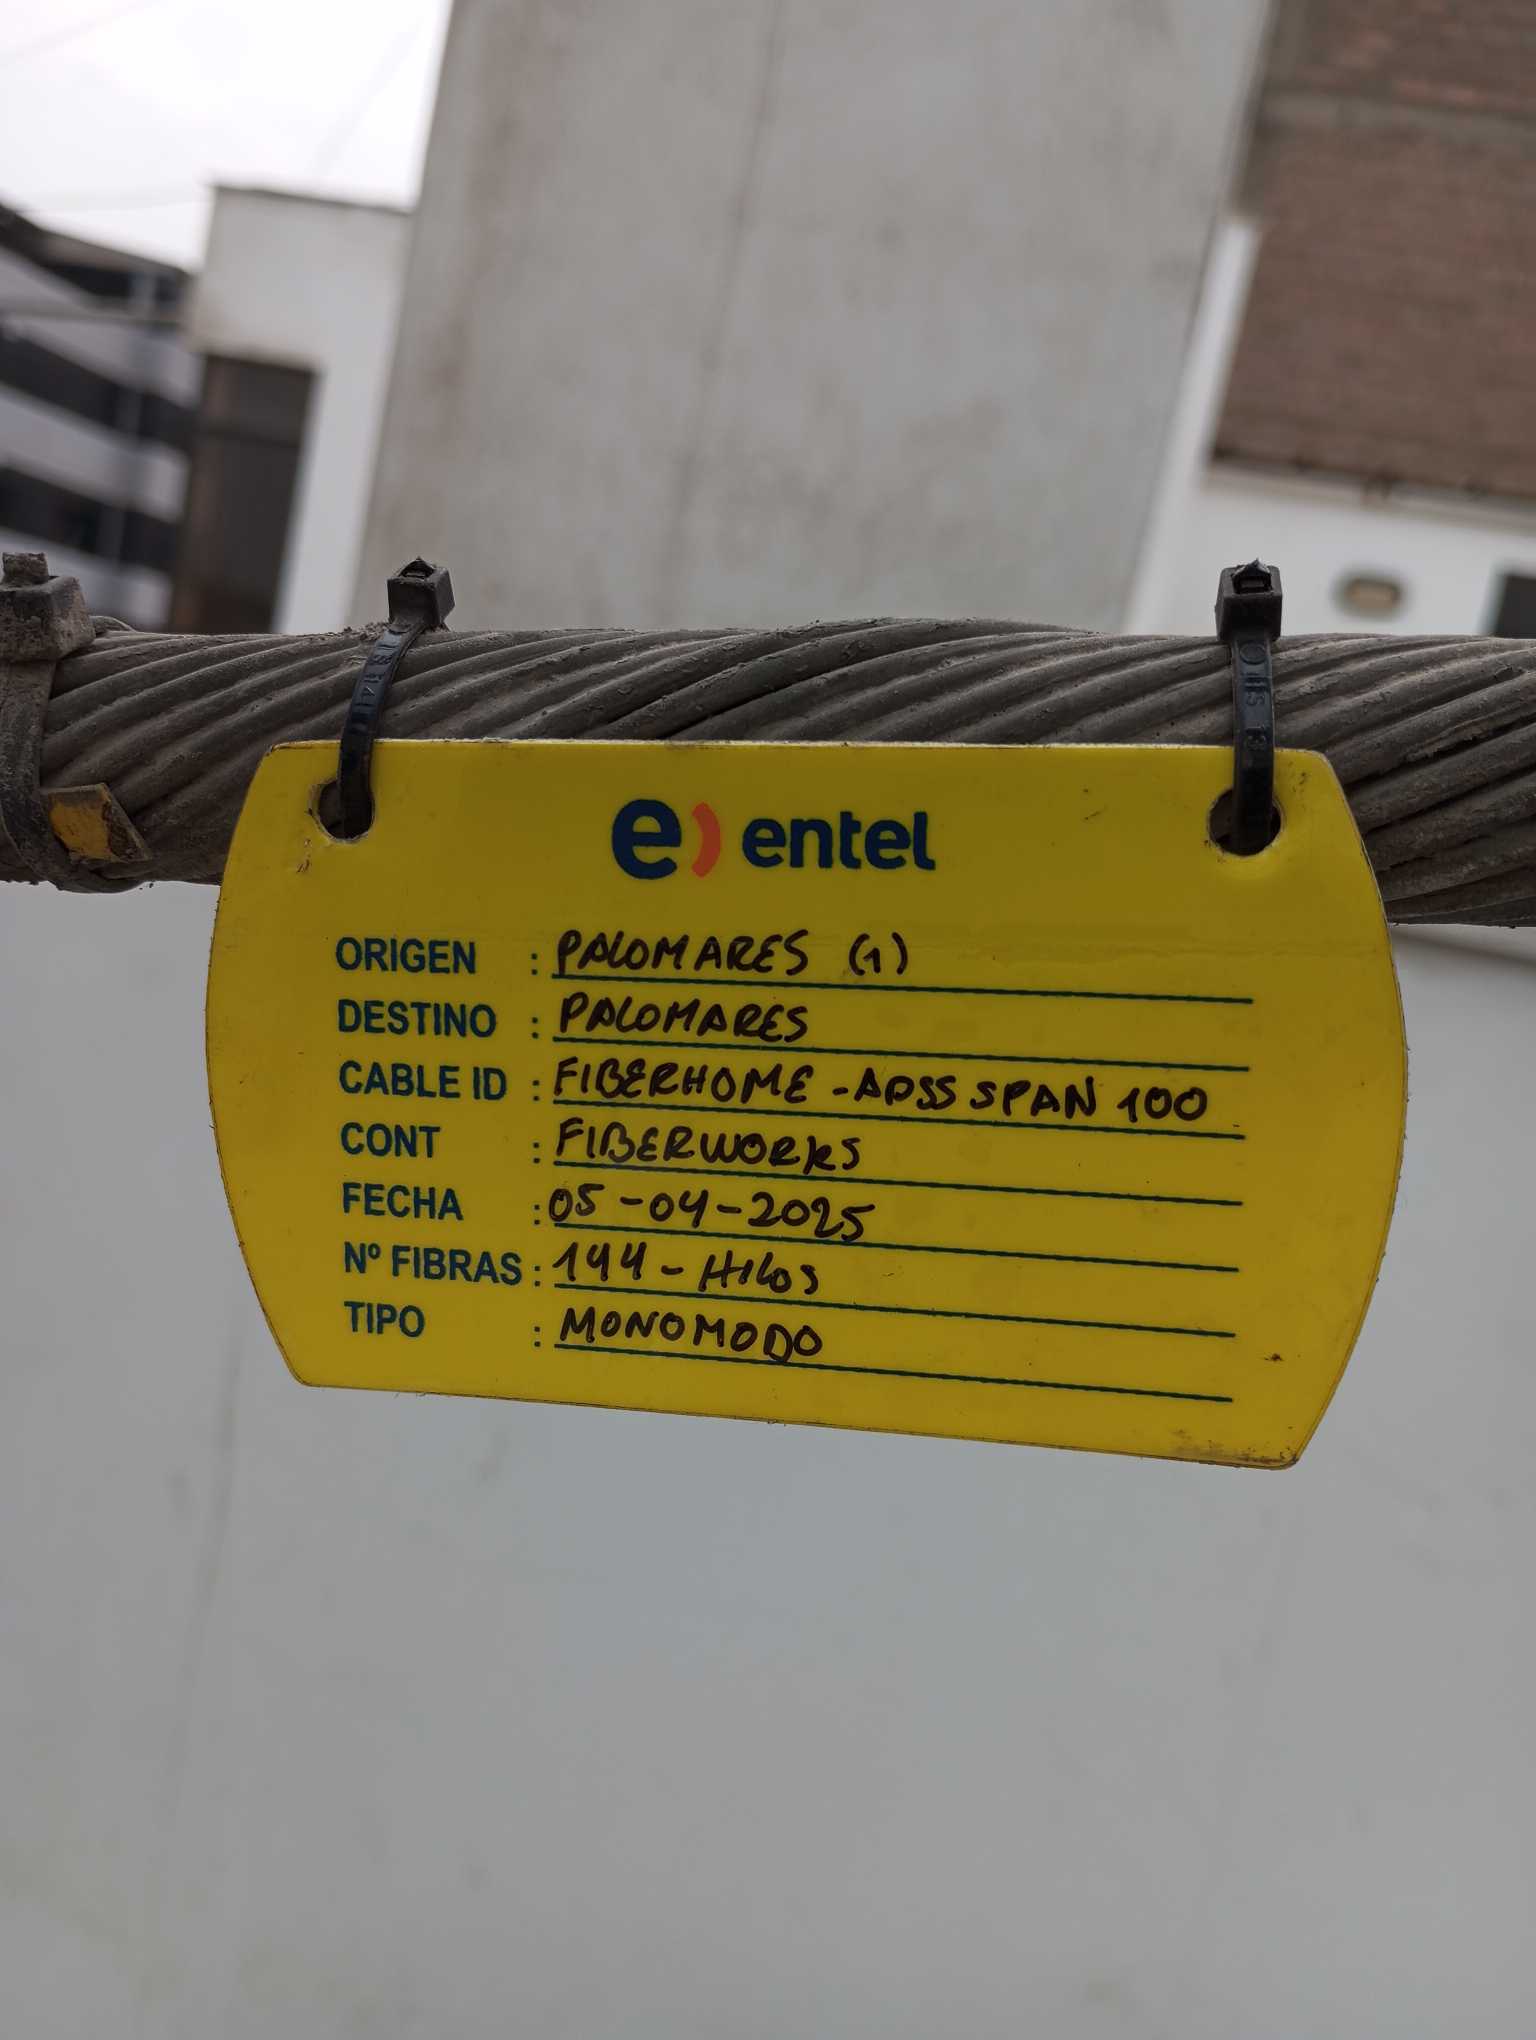 e) entel
ORIGEN : PALOMARES (1)
DESTINO : PALOMARES
CABLE ID : FIBERHOME - ADSS SPAN 100
CONT : FIBERWORKS
FECHA : 05-04-2025
Nº FIBRAS : 144 - HILOS
TIPO : MONOMODO